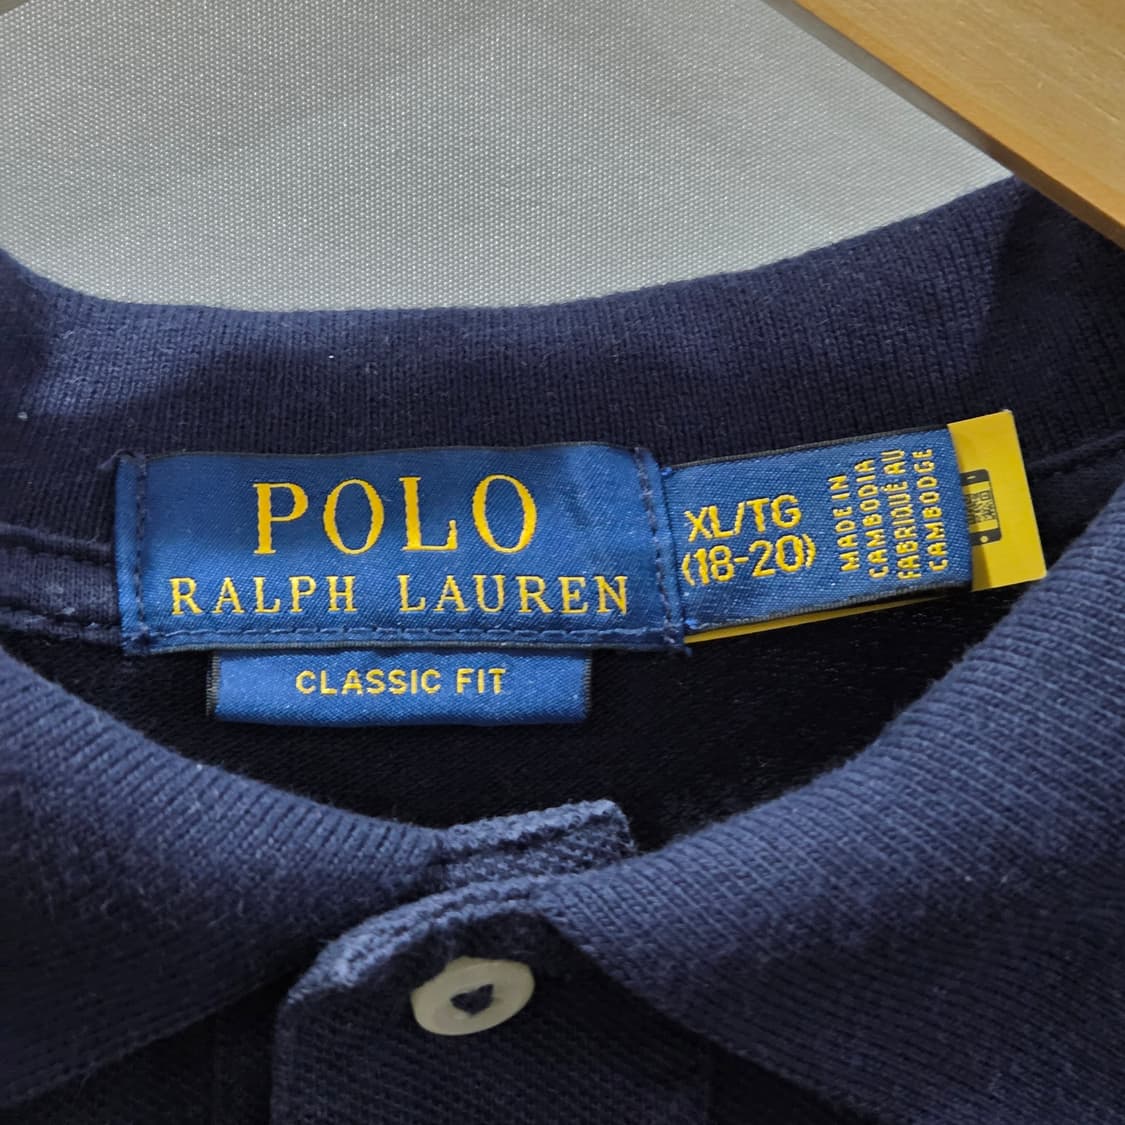 POLO
RALPH LAUREN
CLASSIC FIT
XL/TG
(18-20)
MADE IN
CAMBODIA
FABRIQUÉ AU
CAMBODGE